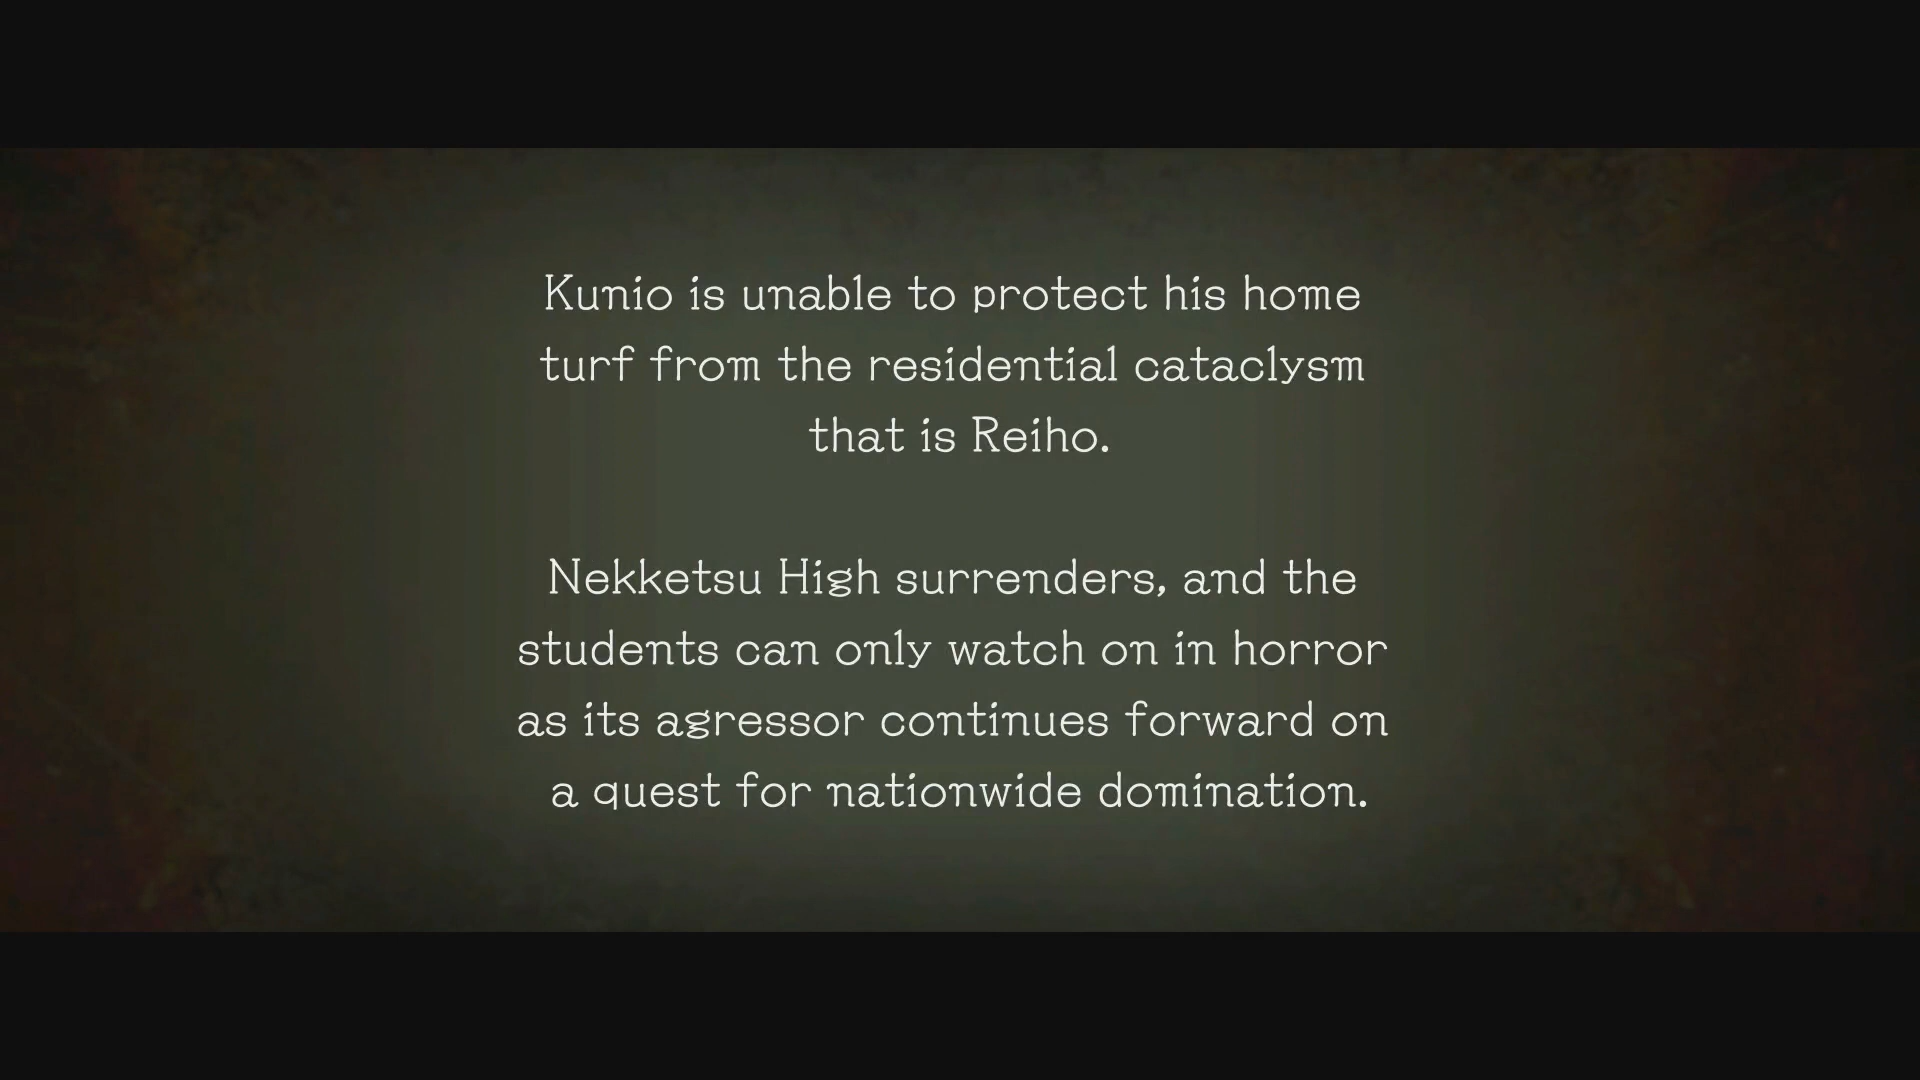 Kunio is unable to protect his home
turf from the residential cataclysm
that is Reiho.
Nekketsu High surrenders, and the
students can only watch on in horror
as its agressor continues forward on
a quest for nationwide domination.